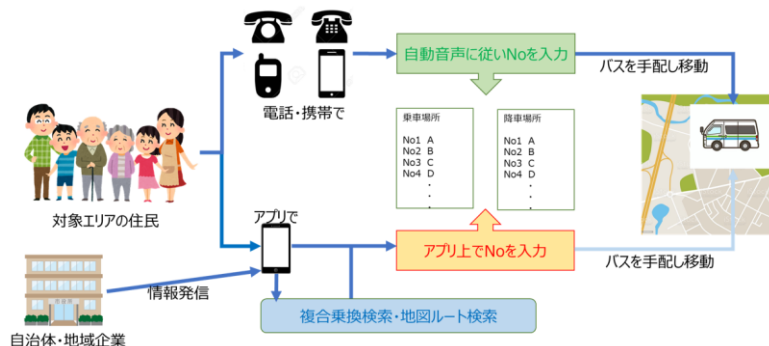 自動音声に従いNoを入力
バスを手配し移動
電話・携帯で
乗車場所
No1 A
No2 B
No3 C
No4 D
.
.
.
降車場所
No1 A
No2 B
No3 C
No4 D
.
.
.
対象エリアの住民
アプリで
アプリ上でNoを入力
バスを手配し移動
情報発信
複合乗換検索・地図ルート検索
自治体・地域企業